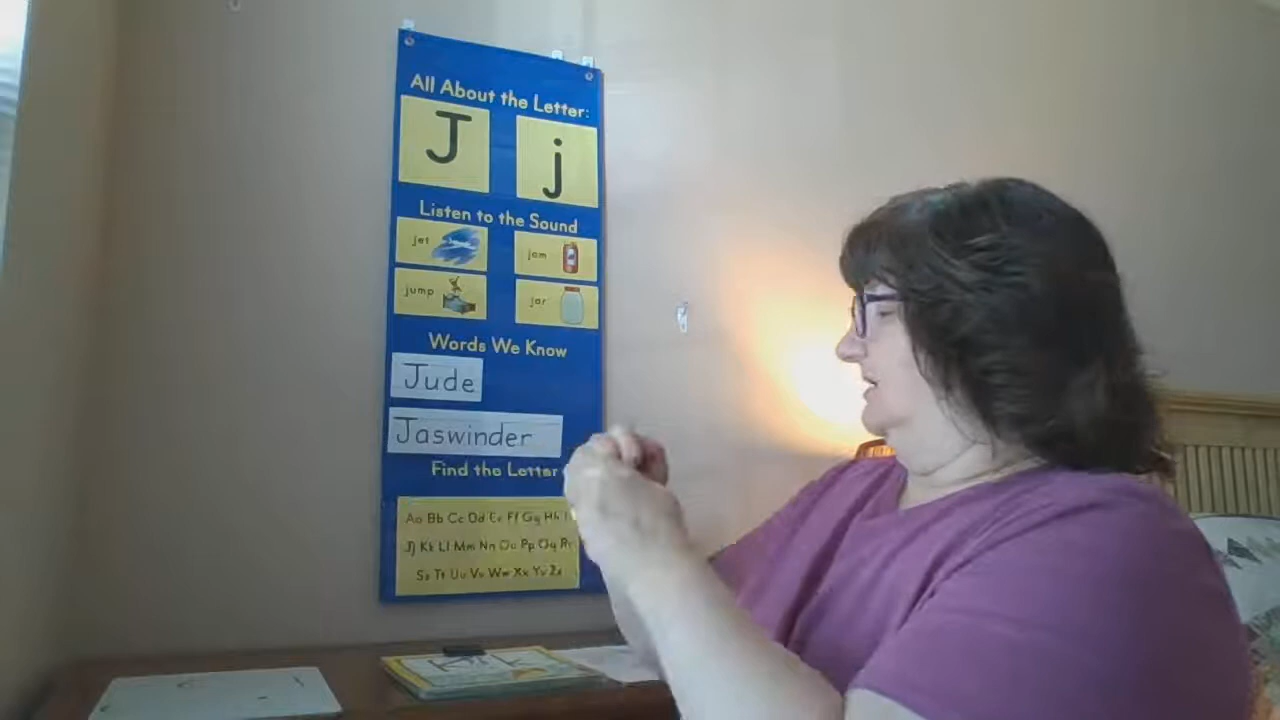 All About the Letter:
J j
Listen to the Sound
jet jam
jump jar
Words We Know
Jude
Jaswinder
Find the Letter
Aa Bb Cc Dd Ee Ff Gg Hh
Jj Kk Ll Mm Nn Oo Pp Qq Rr
Ss Tt Uu Vv Ww Xx Yy Zz